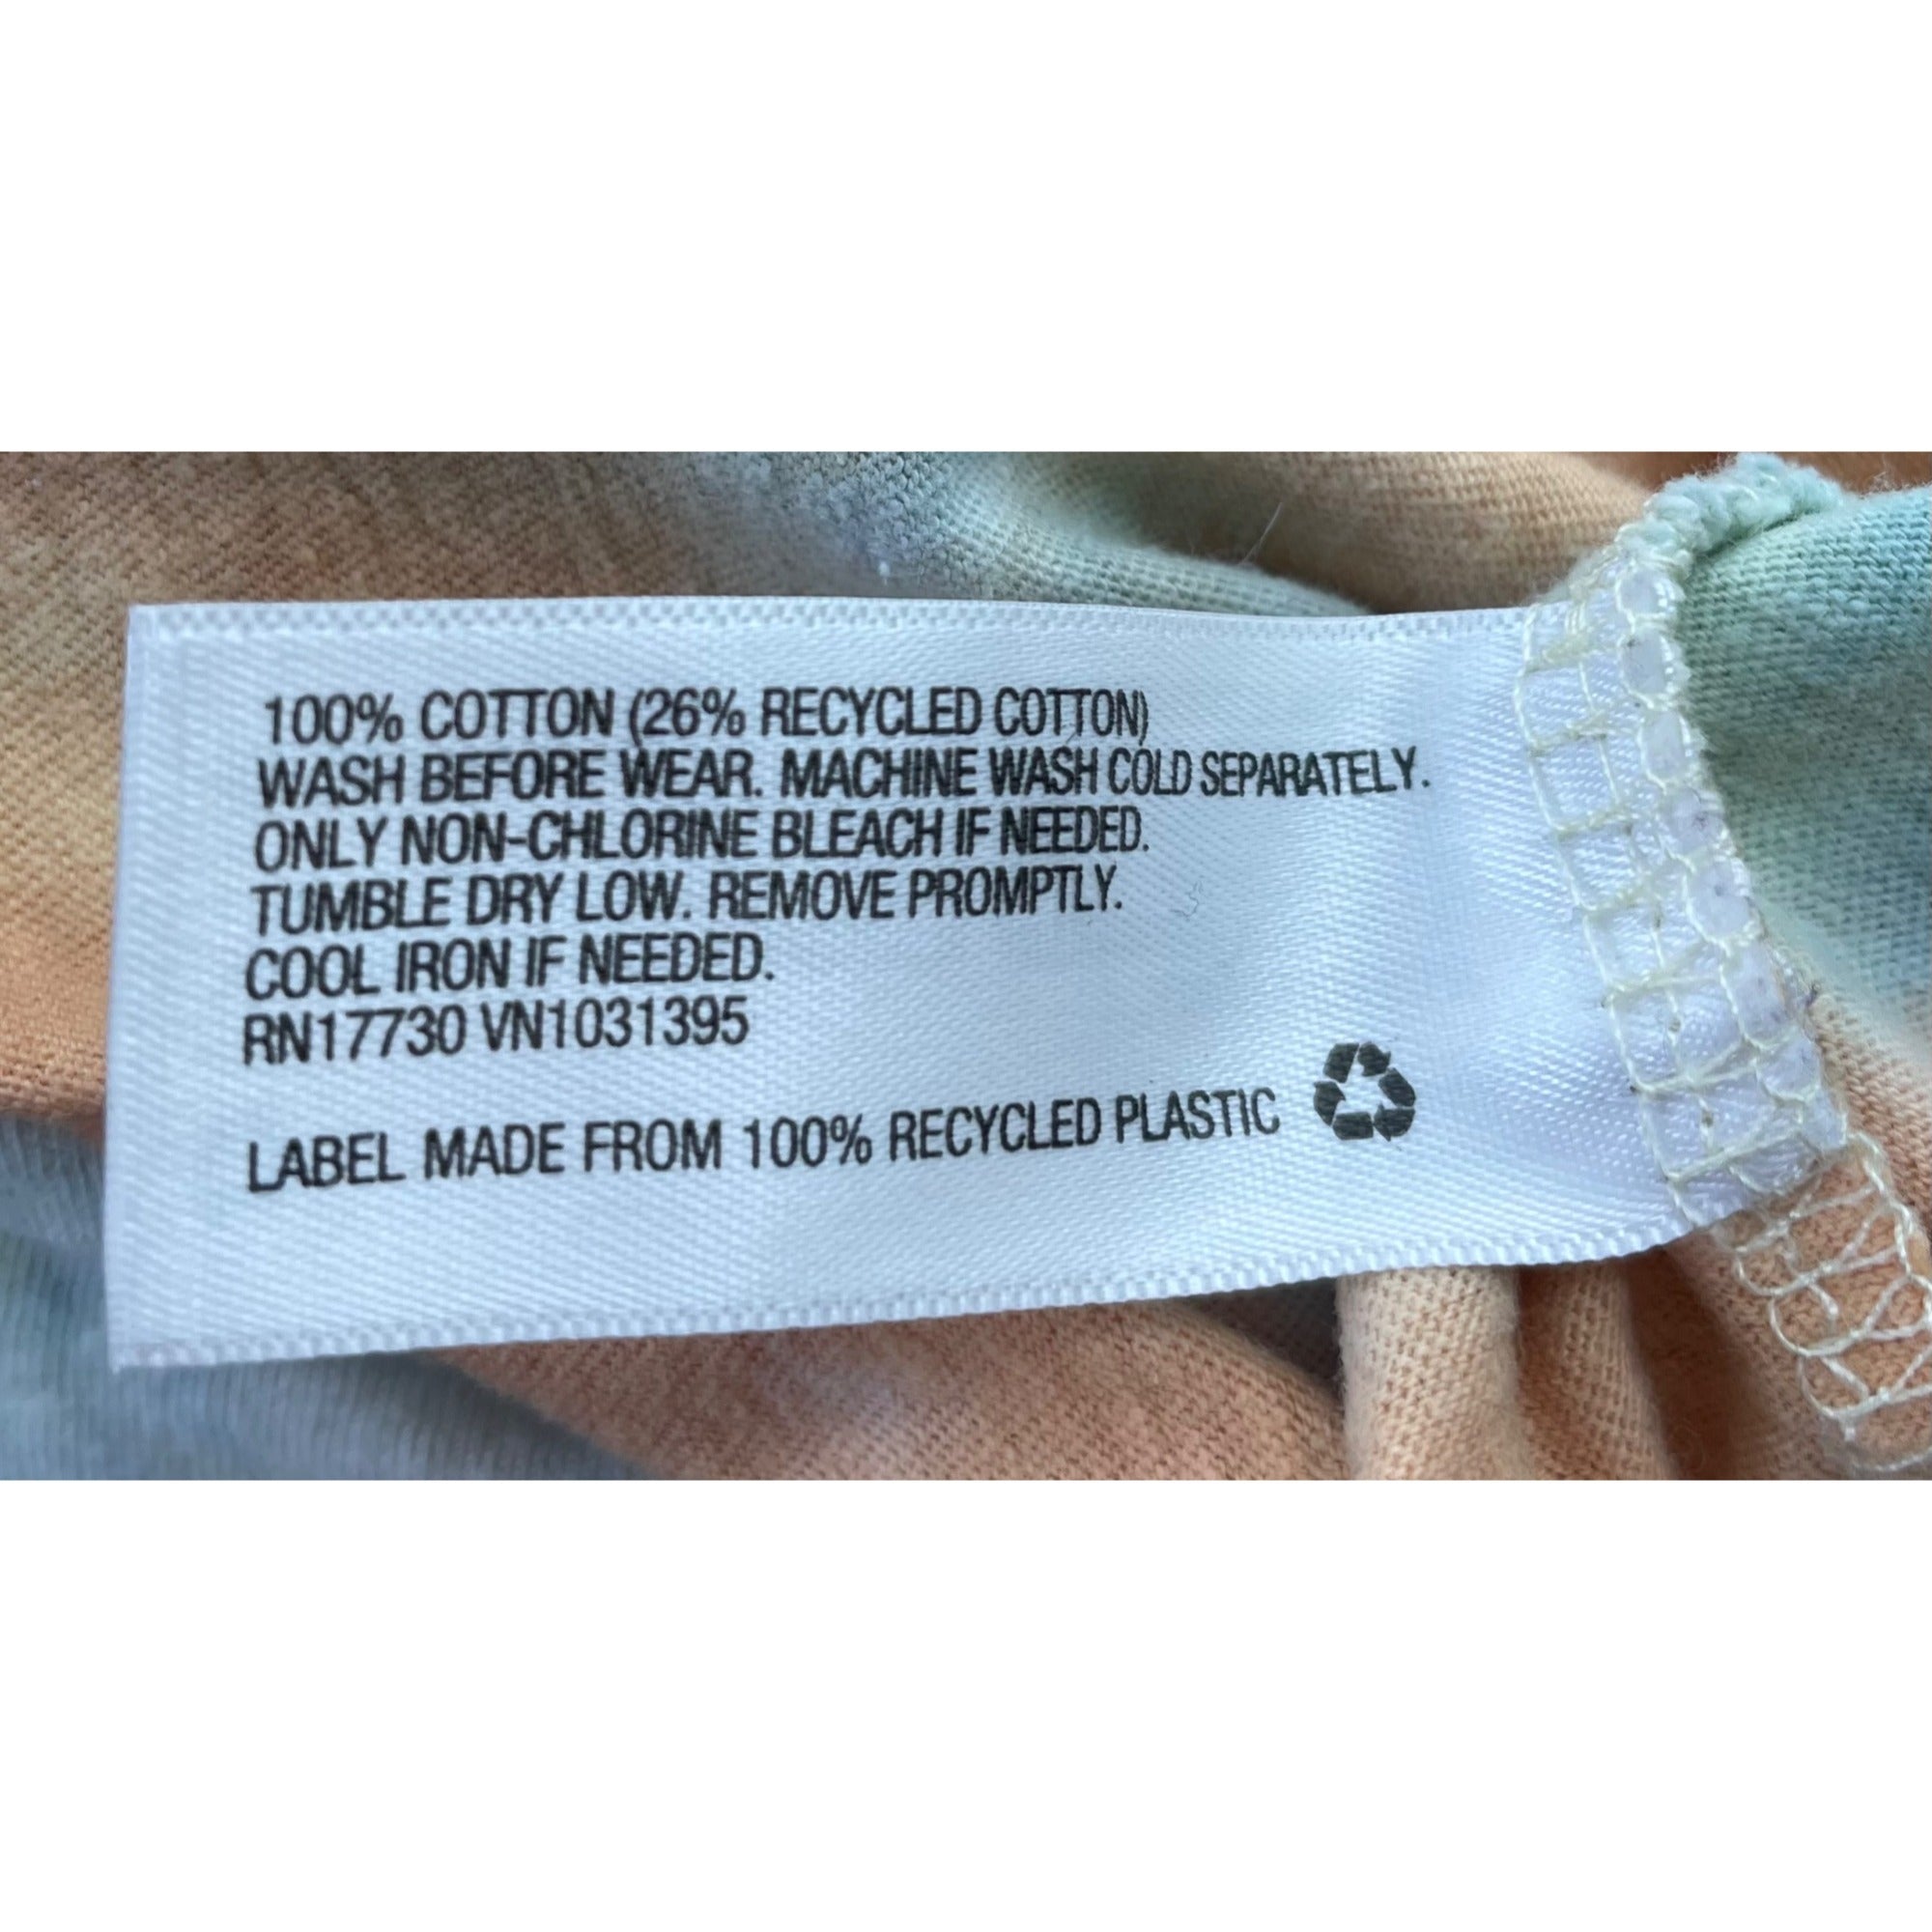 100% COTTON (26% RECYCLED COTTON)
WASH BEFORE WEAR. MACHINE WASH COLD SEPARATELY.
ONLY NON-CHLORINE BLEACH IF NEEDED.
TUMBLE DRY LOW. REMOVE PROMPTLY.
COOL IRON IF NEEDED.
RN17730 VN1031395
LABEL MADE FROM 100% RECYCLED PLASTIC